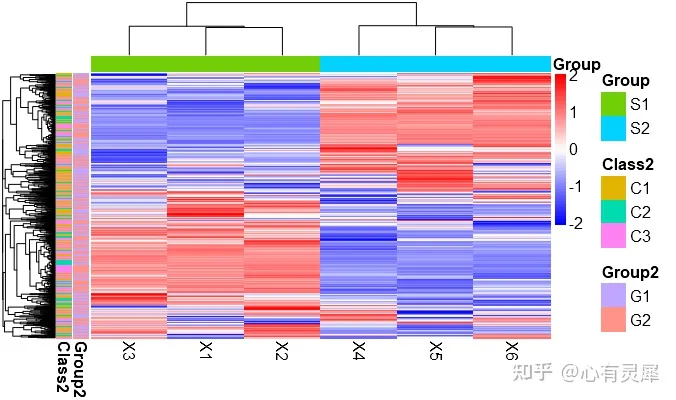 Group
2
1
0
-1
-2
Group
S1
S2
Class2
C1
C2
C3
Group2
G1
G2
Class2
Group2
X3
X1
X2
X4
X5
X6
知乎 @心有灵犀